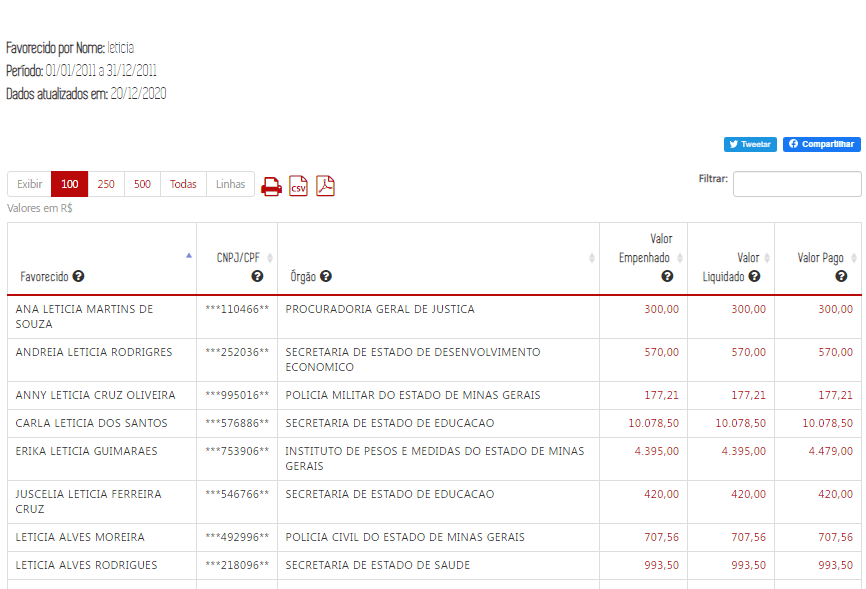 Favorecido por Nome: leticia
Período: 01/01/2011 a 31/12/2011
Dados atualizados em: 20/12/2020
Tweetar Compartilhar
Exibir 100 250 500 Todas Linhas CSV Filtrar:
Valores em R$
Favorecido CNPJ/CPF Órgão Valor Empenhado Valor Liquidado Valor Pago
ANA LETICIA MARTINS DE SOUZA ***110466** PROCURADORIA GERAL DE JUSTICA 300,00 300,00 300,00
ANDREIA LETICIA RODRIGRES ***252036** SECRETARIA DE ESTADO DE DESENVOLVIMENTO ECONOMICO 570,00 570,00 570,00
ANNY LETICIA CRUZ OLIVEIRA ***995016** POLICIA MILITAR DO ESTADO DE MINAS GERAIS 177,21 177,21 177,21
CARLA LETICIA DOS SANTOS ***576886** SECRETARIA DE ESTADO DE EDUCACAO 10.078,50 10.078,50 10.078,50
ERIKA LETICIA GUIMARAES ***753906** INSTITUTO DE PESOS E MEDIDAS DO ESTADO DE MINAS GERAIS 4.395,00 4.395,00 4.479,00
JUSCELIA LETICIA FERREIRA CRUZ ***546766** SECRETARIA DE ESTADO DE EDUCACAO 420,00 420,00 420,00
LETICIA ALVES MOREIRA ***492996** POLICIA CIVIL DO ESTADO DE MINAS GERAIS 707,56 707,56 707,56
LETICIA ALVES RODRIGUES ***218096** SECRETARIA DE ESTADO DE SAUDE 993,50 993,50 993,50